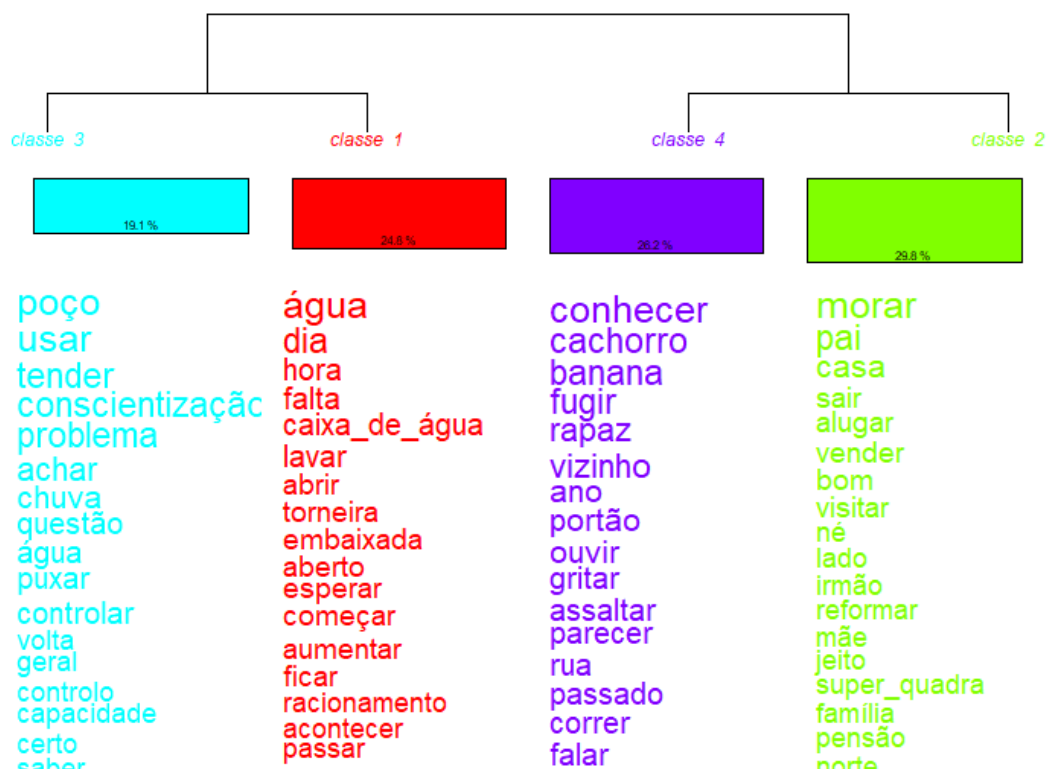 classe 3
classe 1
classe 4
classe 2
19.1 %
24.8 %
26.2 %
29.8 %
poço
usar
tender
conscientização
problema
achar
chuva
questão
água
puxar
controlar
volta
geral
controlo
capacidade
certo
saber
água
dia
hora
falta
caixa_de_água
lavar
abrir
torneira
embaixada
aberto
esperar
começar
aumentar
ficar
racionamento
acontecer
passar
conhecer
cachorro
banana
fugir
rapaz
vizinho
ano
portão
ouvir
gritar
assaltar
parecer
rua
passado
correr
falar
morar
pai
casa
sair
alugar
vender
bom
visitar
né
lado
irmão
reformar
mãe
jeito
super_quadra
família
pensão
norte